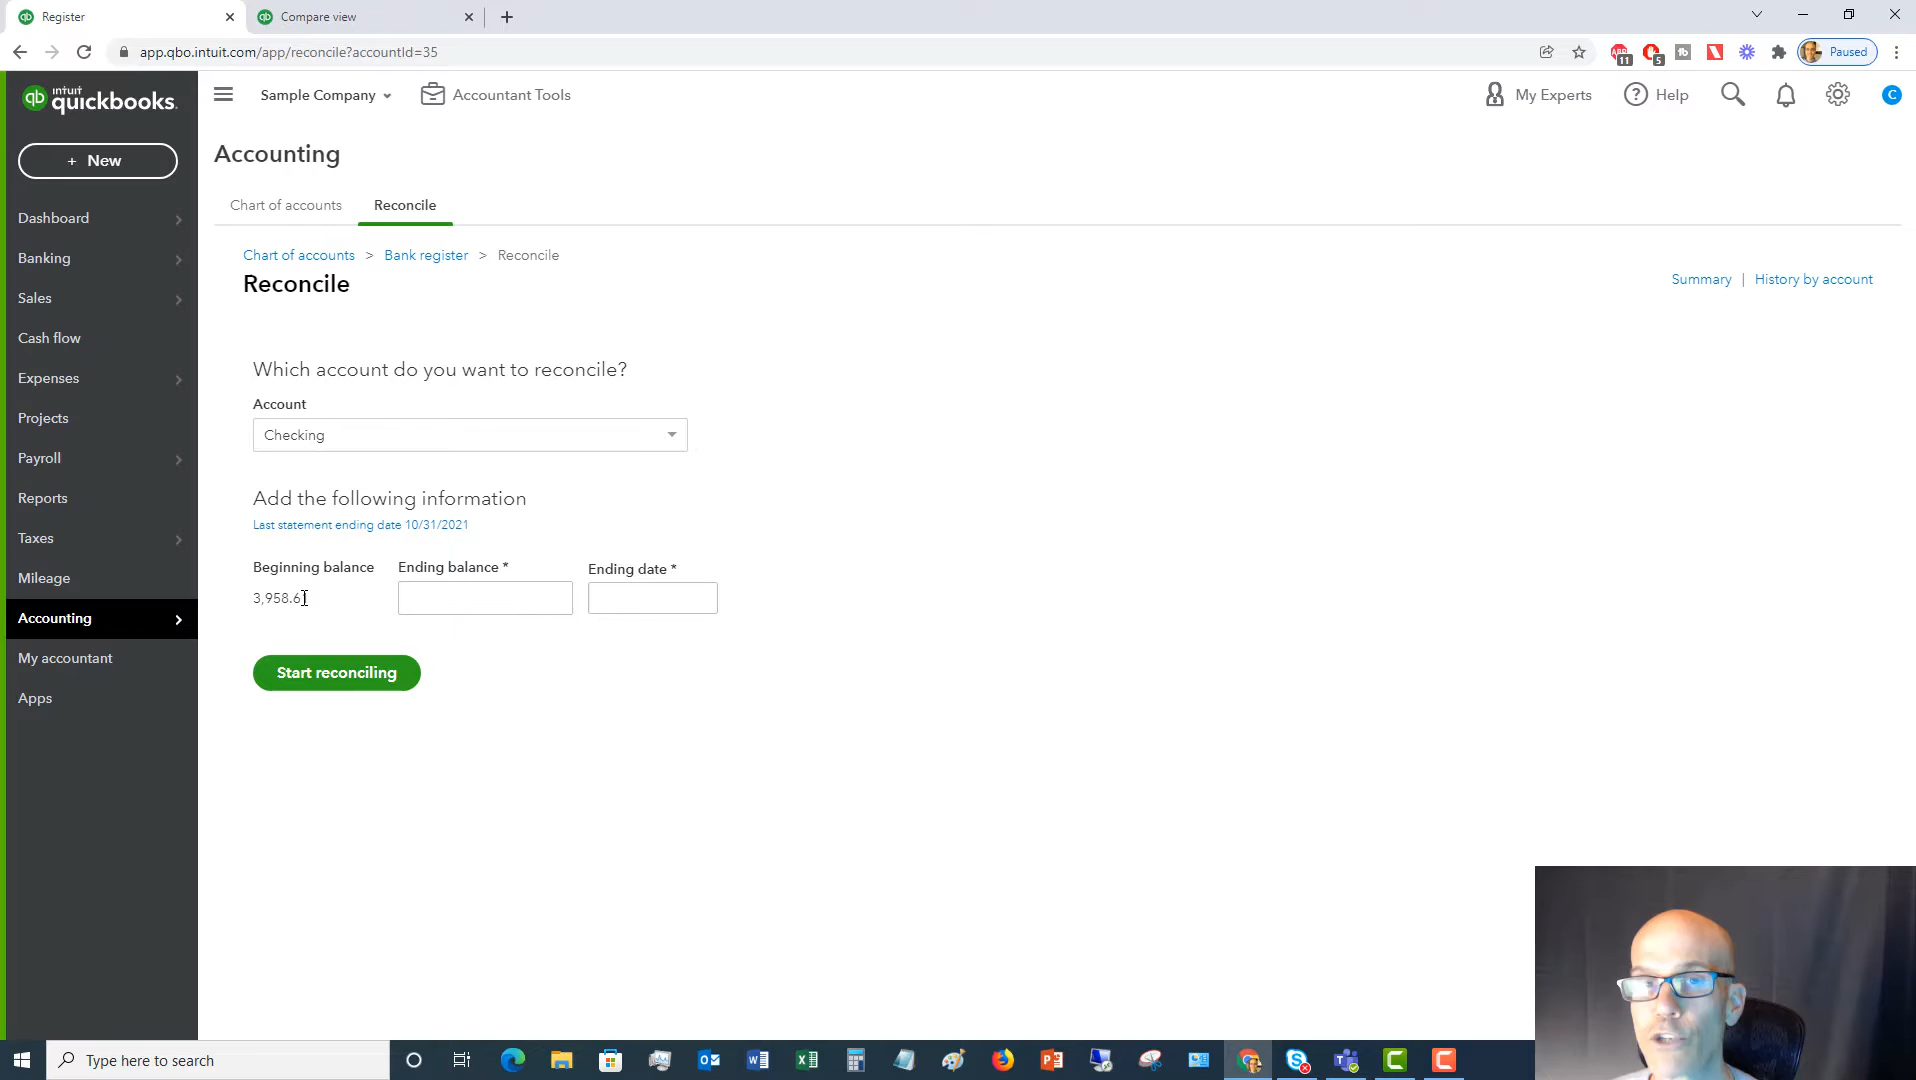 Register
Compare view
app.qbo.intuit.com/app/reconcile?accountId=35
11
5
Paused
intuit
quickbooks.
Sample Company
Accountant Tools
My Experts
Help
C
+ New
Accounting
Dashboard
Banking
Sales
Cash flow
Expenses
Projects
Payroll
Reports
Taxes
Mileage
Accounting
My accountant
Apps
Chart of accounts
Reconcile
Chart of accounts > Bank register > Reconcile
Reconcile
Summary | History by account
Which account do you want to reconcile?
Account
Checking
Add the following information
Last statement ending date 10/31/2021
Beginning balance
Ending balance *
Ending date *
Start reconciling
Type here to search